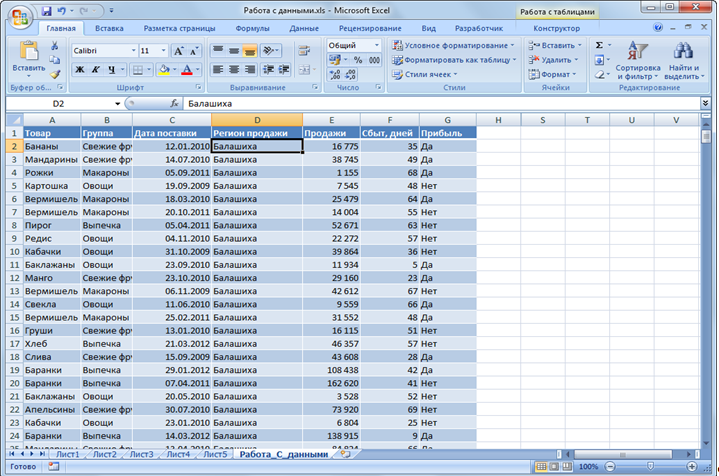 Работа с данными.xls - Microsoft Excel
Работа с таблицами
Главная Вставка Разметка страницы Формулы Данные Рецензирование Вид Разработчик Конструктор
Вставить
Calibri 11
Общий
Условное форматирование
Форматировать как таблицу
Стили ячеек
Вставить
Удалить
Формат
Сортировка и фильтр
Найти и выделить
Буфер об... Шрифт Выравнивание Число Стили Ячейки Редактирование
D2 fx Балашиха
A B C D E F G H S T U V
1 Товар Группа Дата поставки Регион продажи Продажи Сбыт, дней Прибыль
2 Бананы Свежие фру 12.01.2010 Балашиха 16 775 35 Да
3 Мандарины Свежие фру 14.07.2010 Балашиха 38 745 49 Да
4 Рожки Макароны 05.09.2011 Балашиха 1 155 68 Да
5 Картошка Овощи 19.09.2009 Балашиха 7 545 48 Нет
6 Вермишель Макароны 18.03.2010 Балашиха 25 479 64 Да
7 Вермишель Макароны 20.10.2011 Балашиха 14 004 55 Нет
8 Пирог Выпечка 05.04.2011 Балашиха 52 671 63 Нет
9 Редис Овощи 04.11.2010 Балашиха 22 272 57 Нет
10 Кабачки Овощи 31.10.2009 Балашиха 39 864 36 Нет
11 Баклажаны Овощи 23.09.2010 Балашиха 11 934 5 Да
12 Манго Свежие фру 23.10.2010 Балашиха 29 160 23 Да
13 Вермишель Макароны 06.11.2009 Балашиха 42 612 67 Нет
14 Свекла Овощи 11.06.2010 Балашиха 9 559 66 Да
15 Вермишель Макароны 25.02.2011 Балашиха 31 552 48 Да
16 Груши Свежие фру 13.01.2010 Балашиха 16 115 51 Нет
17 Хлеб Выпечка 21.03.2012 Балашиха 46 357 57 Нет
18 Слива Свежие фру 15.09.2009 Балашиха 43 608 28 Да
19 Баранки Выпечка 29.01.2012 Балашиха 108 438 42 Да
20 Баранки Выпечка 07.04.2011 Балашиха 162 620 41 Нет
21 Баклажаны Овощи 20.05.2010 Балашиха 3 528 52 Нет
22 Апельсины Свежие фру 30.07.2010 Балашиха 73 920 69 Нет
23 Кабачки Овощи 23.01.2010 Балашиха 6 804 25 Нет
24 Баранки Выпечка 14.03.2012 Балашиха 138 915 9 Да
Лист1 Лист2 Лист3 Лист4 Лист5 Работа_С_данными
Готово 100%